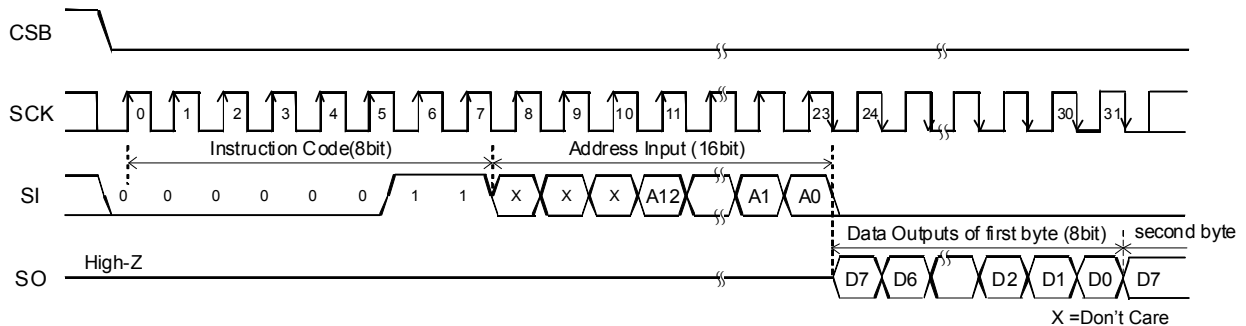 CSB
SCK 0 1 2 3 4 5 6 7 8 9 10 11 23 24 30 31
Instruction Code(8bit) Address Input (16bit)
SI 0 0 0 0 0 0 1 1 X X X A12 A1 A0
Data Outputs of first byte (8bit) second byte
High-Z
SO D7 D6 D2 D1 D0 D7
X =Don't Care